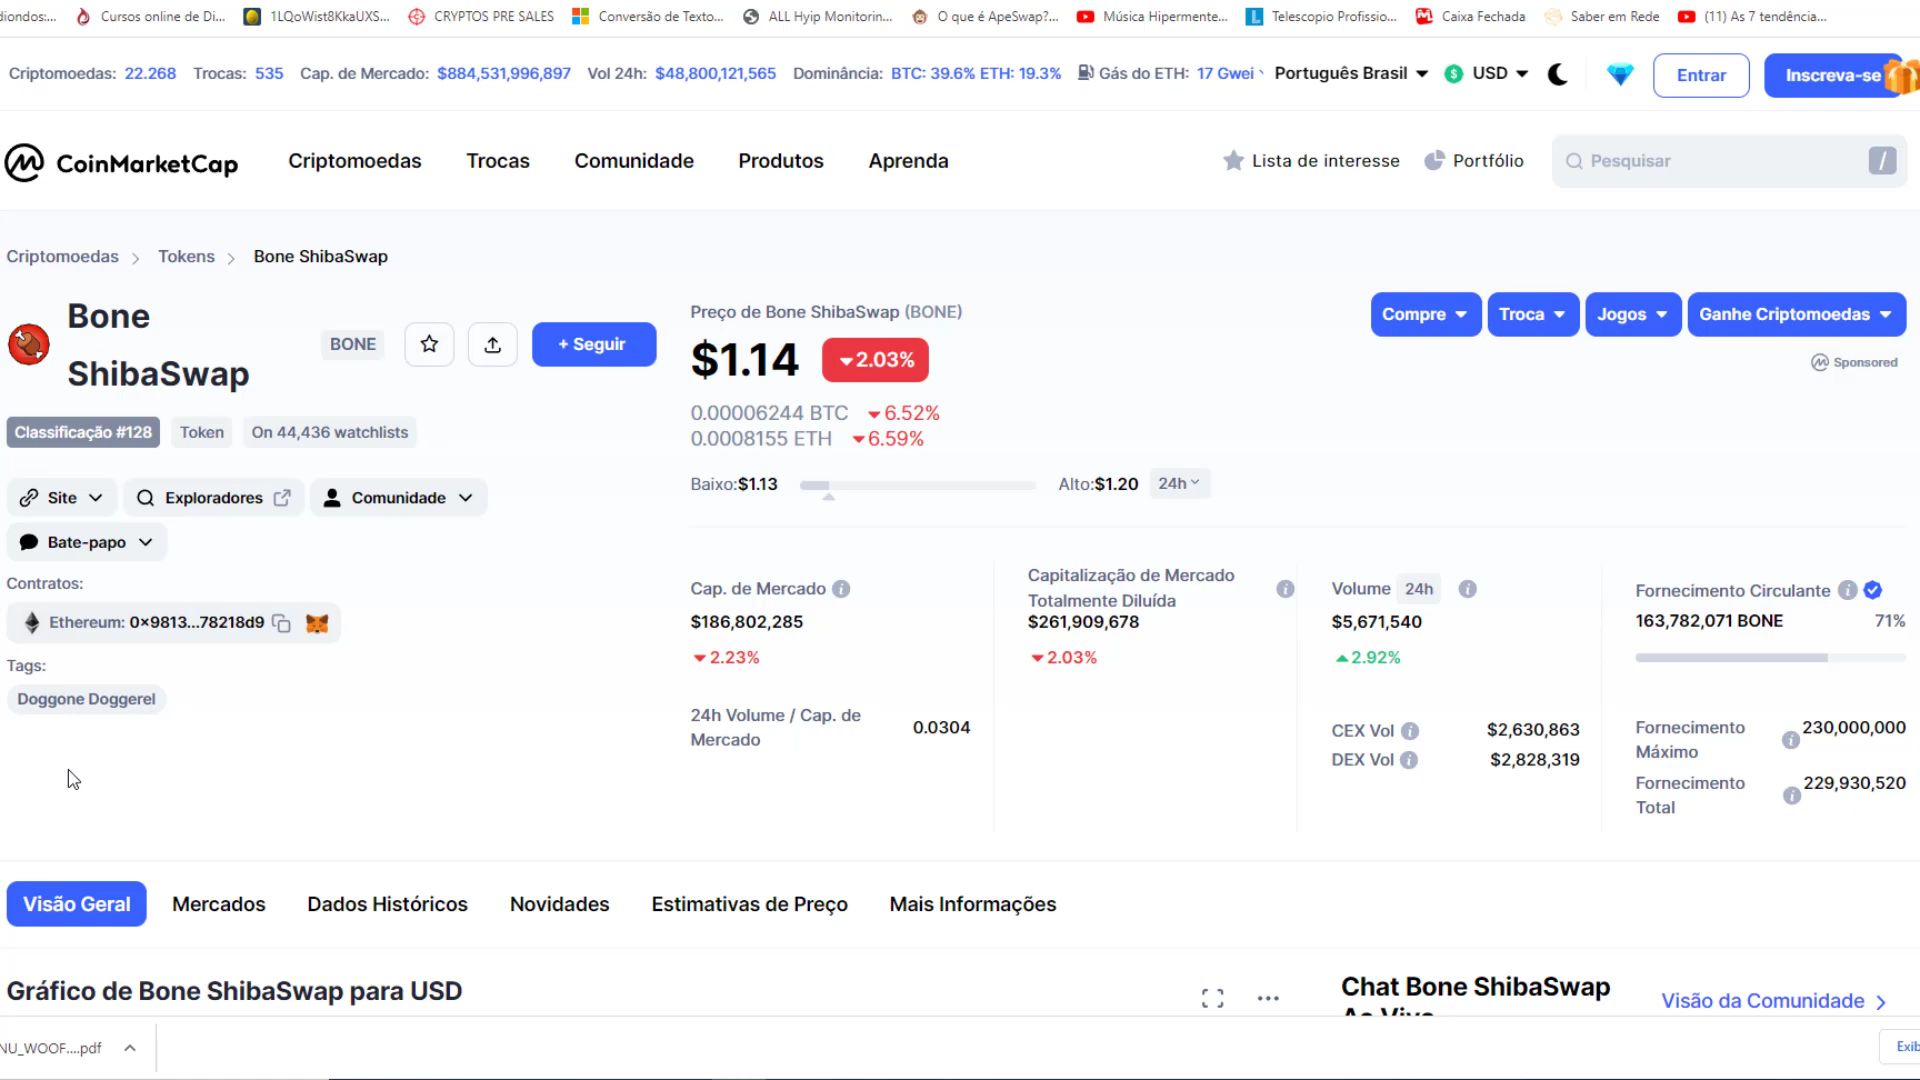 diondos:...
Cursos online de Di...
1LQoWist8KkaUXS...
CRYPTOS PRE SALES
Conversão de Texto...
ALL Hyip Monitorin...
O que é ApeSwap?...
Música Hipermente...
Telescopio Profissio...
Caixa Fechada
Saber em Rede
(11) As 7 tendência...
Criptomoedas: 22.268 Trocas: 535 Cap. de Mercado: $884,531,996,897 Vol 24h: $48,800,121,565 Dominância: BTC: 39.6% ETH: 19.3% Gás do ETH: 17 Gwei
Português Brasil
USD
Entrar
Inscreva-se
CoinMarketCap
Criptomoedas Trocas Comunidade Produtos Aprenda
Lista de interesse
Portfólio
Pesquisar
/
Criptomoedas > Tokens > Bone ShibaSwap
Bone
ShibaSwap
BONE
+ Seguir
Classificação #128
Token
On 44,436 watchlists
Site
Exploradores
Comunidade
Bate-papo
Contratos:
Ethereum: 0×9813...78218d9
Tags:
Doggone Doggerel
Preço de Bone ShibaSwap (BONE)
$1.14
2.03%
0.00006244 BTC 6.52%
0.0008155 ETH 6.59%
Baixo:$1.13
Alto:$1.20
24h
Compre
Troca
Jogos
Ganhe Criptomoedas
Sponsored
Cap. de Mercado
$186,802,285
2.23%
24h Volume / Cap. de
Mercado
0.0304
Capitalização de Mercado
Totalmente Diluída
$261,909,678
2.03%
Volume 24h
$5,671,540
2.92%
CEX Vol $2,630,863
DEX Vol $2,828,319
Fornecimento Circulante
163,782,071 BONE 71%
Fornecimento
Máximo
230,000,000
Fornecimento
Total
229,930,520
Visão Geral
Mercados
Dados Históricos
Novidades
Estimativas de Preço
Mais Informações
Gráfico de Bone ShibaSwap para USD
Chat Bone ShibaSwap
Ao Vivo
Visão da Comunidade
NU_WOOF....pdf
Exib